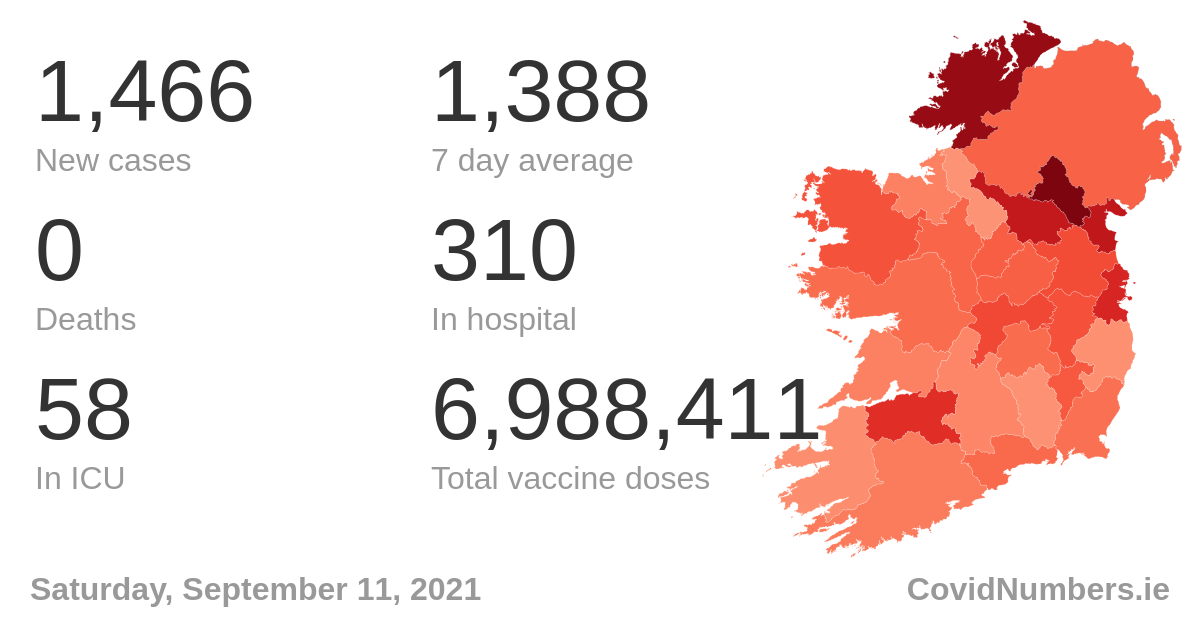 1,466
New cases
1,388
7 day average
0
Deaths
310
In hospital
58
In ICU
6,988,411
Total vaccine doses
Saturday, September 11, 2021
CovidNumbers.ie